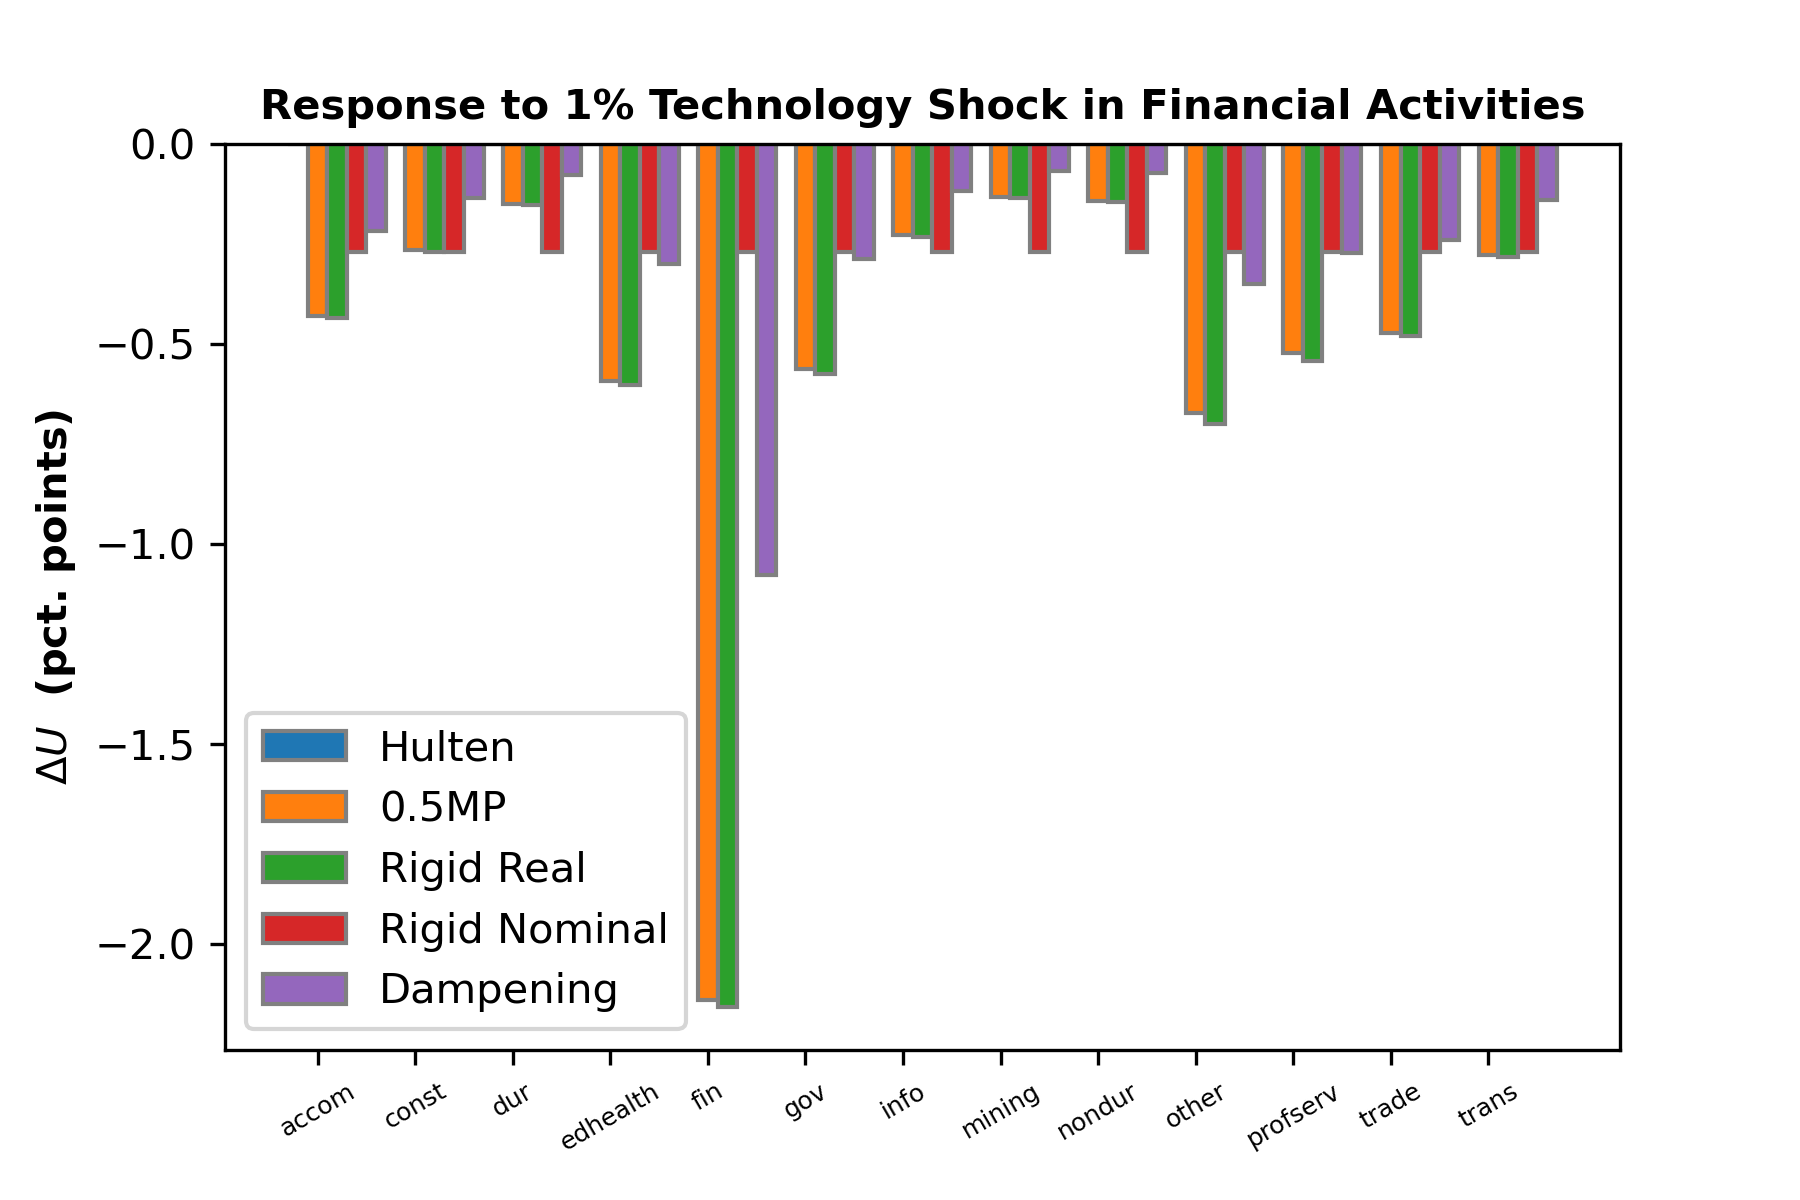 Response to 1% Technology Shock in Financial Activities
ΔU (pct. points)
0.0
−0.5
−1.0
−1.5
−2.0
Hulten
0.5MP
Rigid Real
Rigid Nominal
Dampening
accom const dur edhealth fin gov info mining nondur other profserv trade trans